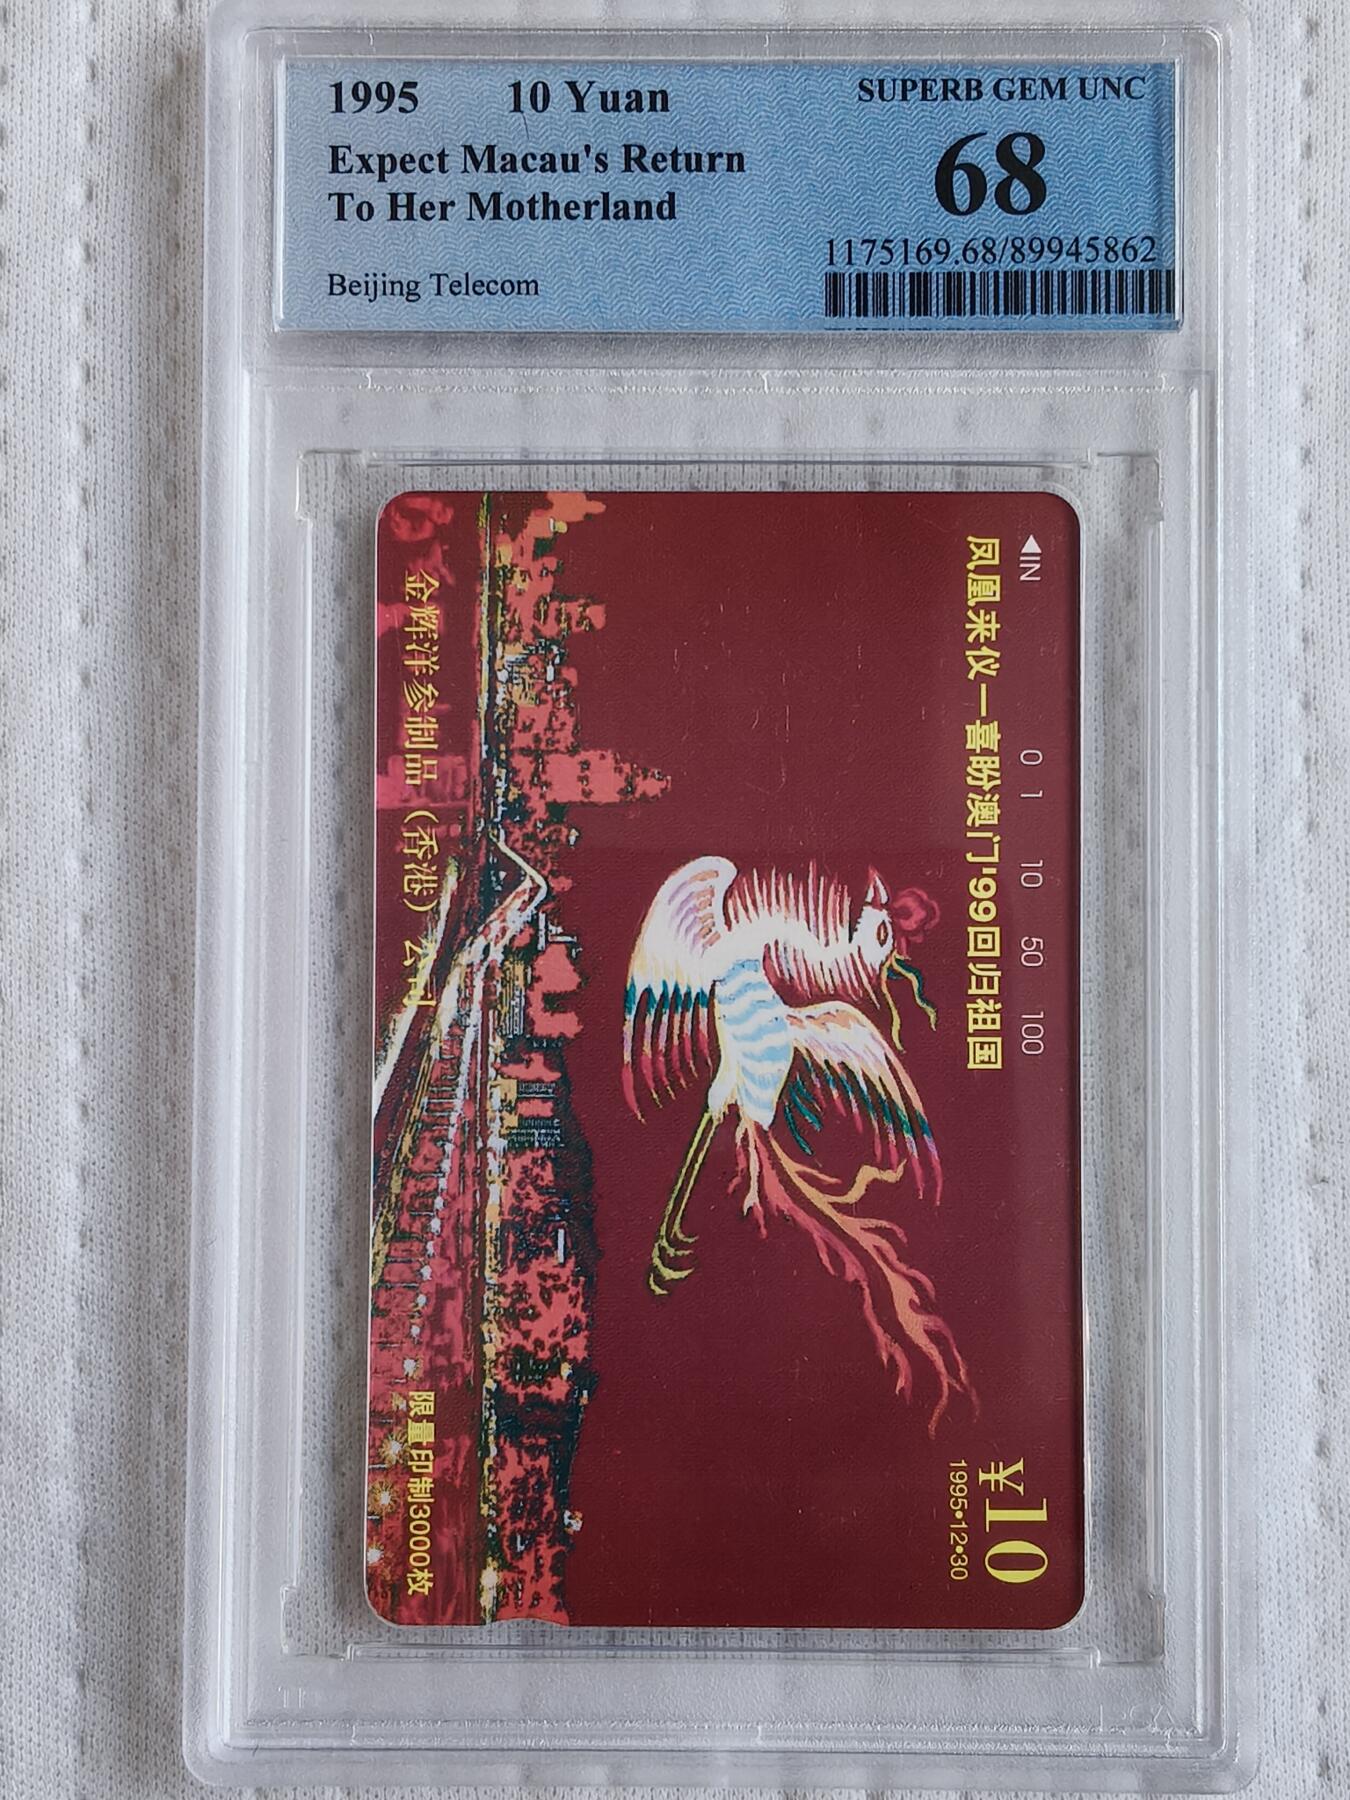 1995 10 Yuan
SUPERB GEM UNC
Expect Macau's Return
To Her Motherland
68
1175169.68/89945862
Beijing Telecom
◀IN 0 1 10 50 100
凤凰来仪—喜盼澳门'99回归祖国
¥10
1995•12•30
金辉洋参制品（香港）公司
限量印制3000枚